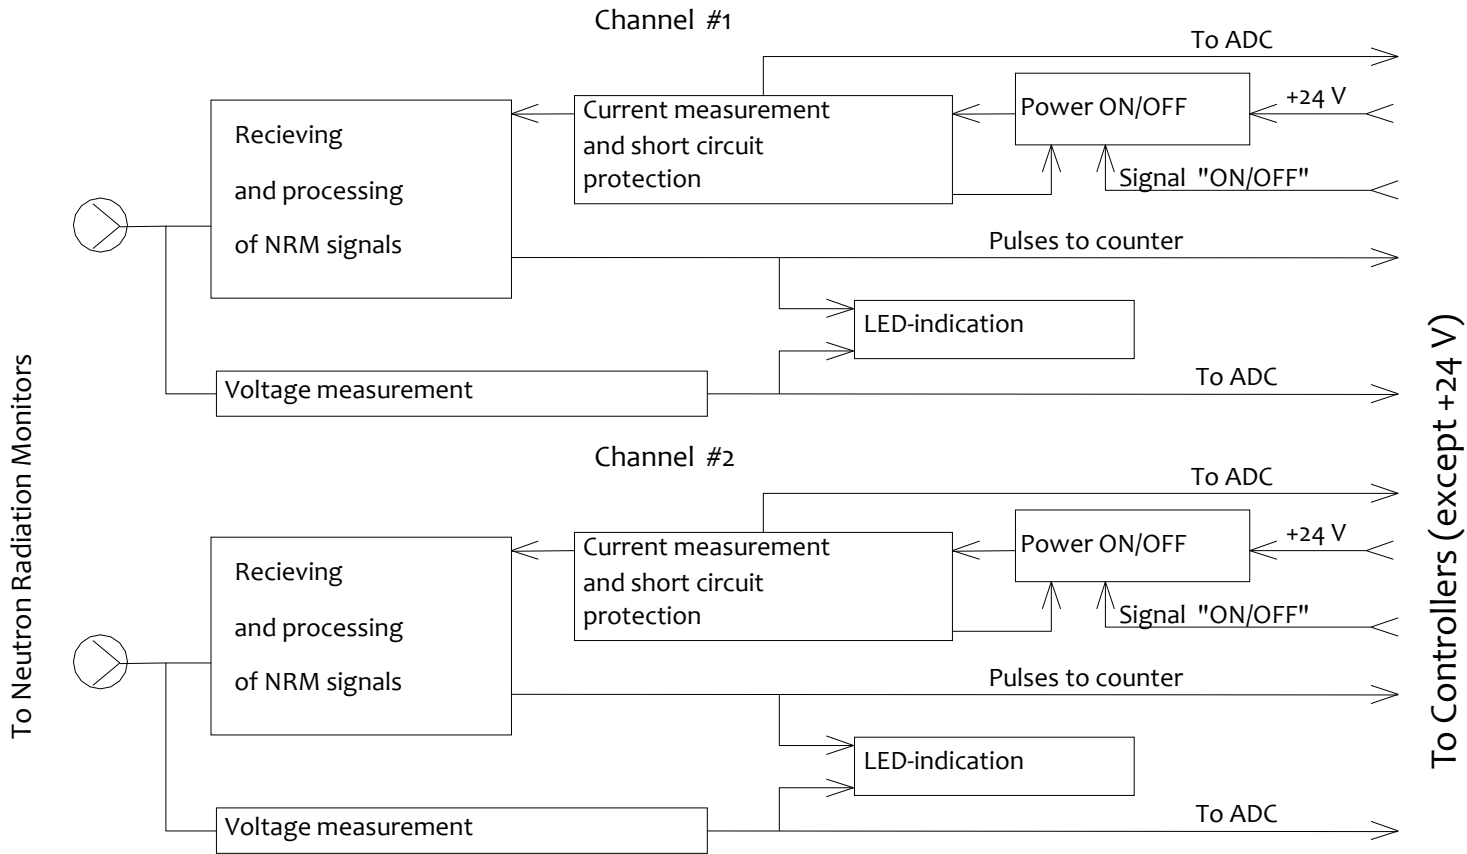 Channel #1
To ADC
Current measurement
and short circuit
protection
Power ON/OFF
+24 V
Signal "ON/OFF"
Recieving
and processing
of NRM signals
Pulses to counter
LED-indication
Voltage measurement
To ADC
Channel #2
To ADC
Current measurement
and short circuit
protection
Power ON/OFF
+24 V
Signal "ON/OFF"
Recieving
and processing
of NRM signals
Pulses to counter
LED-indication
Voltage measurement
To ADC
To Neutron Radiation Monitors
To Controllers (except +24 V)